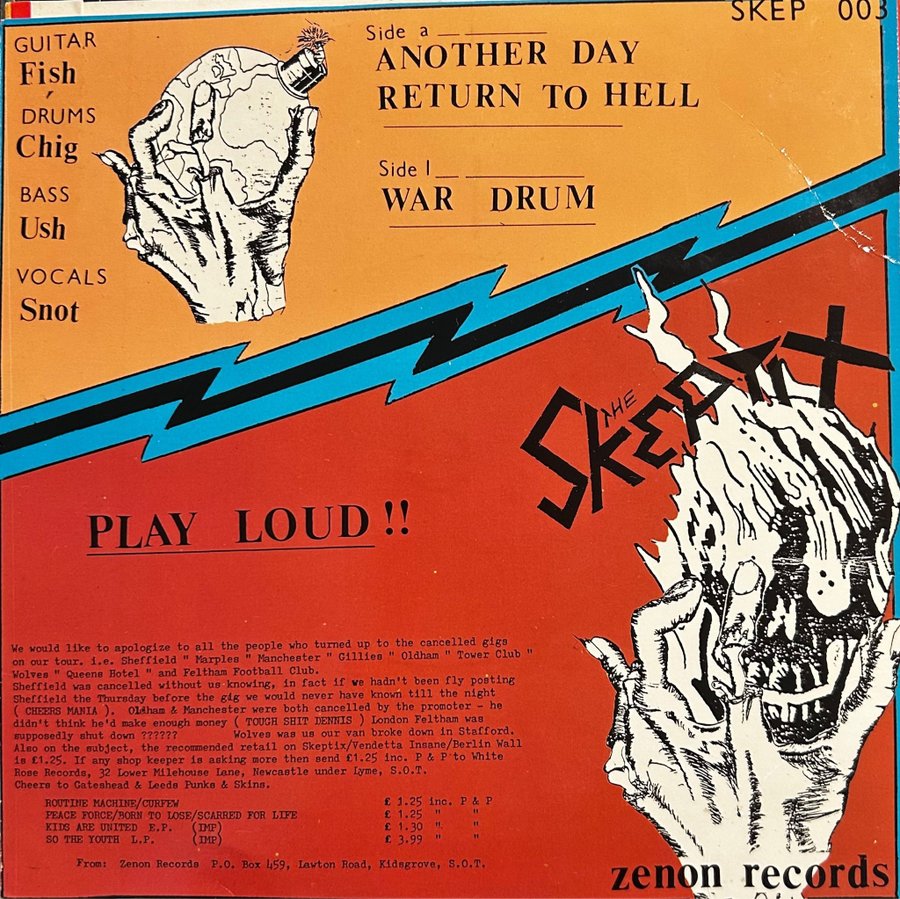 SKEP 003
GUITAR
Fish
DRUMS
Chig
BASS
Ush
VOCALS
Snot
Side a
ANOTHER DAY
RETURN TO HELL
Side 1
WAR DRUM
THE
SKEPTIX
PLAY LOUD !!
We would like to apologize to all the people who turned up to the cancelled gigs
on our tour. i.e. Sheffield " Marples " Manchester " Gillies " Oldham " Tower Club "
Wolves " Queens Hotel " and Feltham Football Club.
Sheffield was cancelled without us knowing, in fact if we hadn't been fly posting
Sheffield the Thursday before the gig we would never have known till the night
( CHEERS MANIA ). Oldham & Manchester were both cancelled by the promoter - he
didn't think he'd make enough money ( TOUGH SHIT DENNIS ) London Feltham was
supposedly shut down ?????? Wolves was us our van broke down in Stafford.
Also on the subject, the recommended retail on Skeptix/Vendetta Insane/Berlin Wall
is £1.25. If any shop keeper is asking more then send £1.25 inc. P & P to White
Rose Records, 32 Lower Milehouse Lane, Newcastle under Lyme, S.O.T.
Cheers to Gateshead & Leeds Punks & Skins.
ROUTINE MACHINE/CURFEW £ 1.25 inc. P & P
PEACE FORCE/BORN TO LOSE/SCARRED FOR LIFE £ 1.25 " "
KIDS ARE UNITED E.P. (IMP) £ 1.30 " "
SO THE YOUTH L.P. (IMP) £ 3.99 " "
From: Zenon Records P.O. Box 459, Lawton Road, Kidsgrove, S.O.T.
zenon records